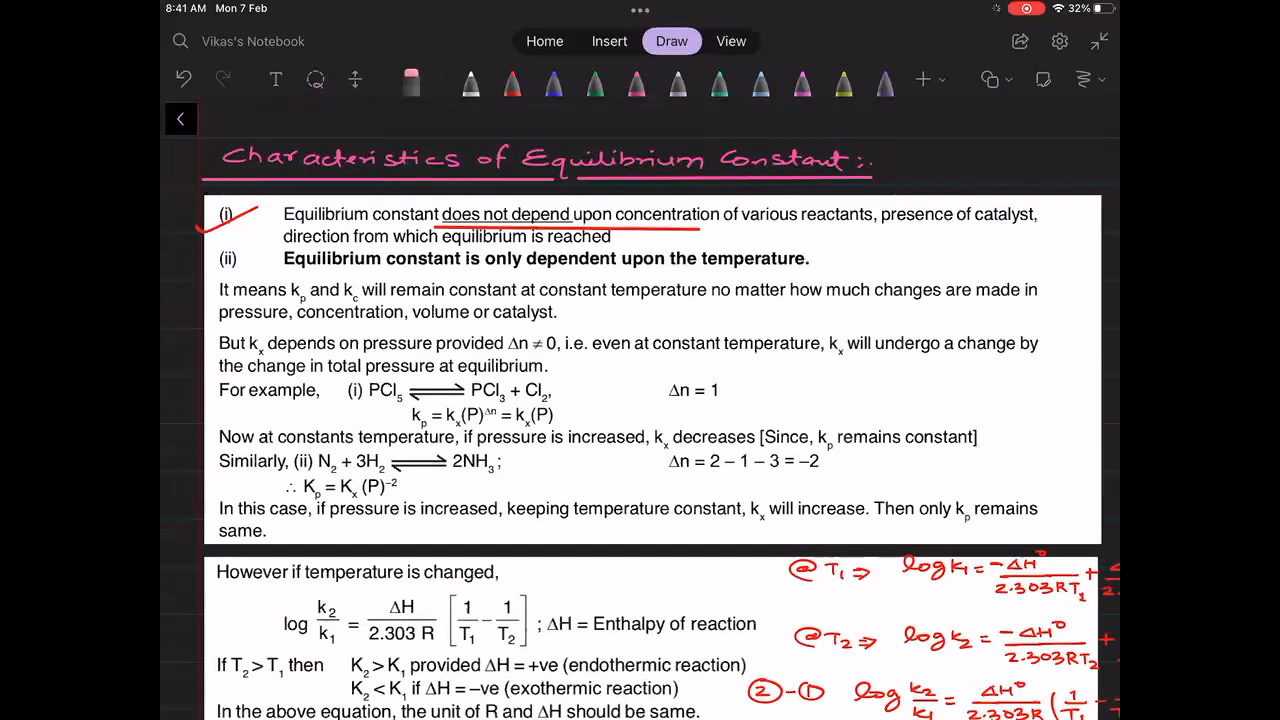 8:41 AM Mon 7 Feb
32%
Vikas's Notebook
Home Insert Draw View
T
Characteristics of Equilibrium Constant:.
(i) Equilibrium constant does not depend upon concentration of various reactants, presence of catalyst,
direction from which equilibrium is reached
(ii) Equilibrium constant is only dependent upon the temperature.
It means kp and kc will remain constant at constant temperature no matter how much changes are made in
pressure, concentration, volume or catalyst.
But kx depends on pressure provided Δn ≠ 0, i.e. even at constant temperature, kx will undergo a change by
the change in total pressure at equilibrium.
For example, (i) PCl5 ⇌ PCl3 + Cl2, Δn = 1
kp = kx(P)^Δn = kx(P)
Now at constants temperature, if pressure is increased, kx decreases [Since, kp remains constant]
Similarly, (ii) N2 + 3H2 ⇌ 2NH3 ; Δn = 2 – 1 – 3 = –2
∴ Kp = Kx (P)–2
In this case, if pressure is increased, keeping temperature constant, kx will increase. Then only kp remains
same.
However if temperature is changed,
log k2/k1 = ΔH/2.303 R [1/T1 − 1/T2] ; ΔH = Enthalpy of reaction
If T2 > T1 then K2 > K1 provided ΔH = +ve (endothermic reaction)
K2 < K1 if ΔH = –ve (exothermic reaction)
In the above equation, the unit of R and ΔH should be same.
@ T1 ⇒ log k1 = -ΔH°/2.303RT1 +
@ T2 ⇒ log k2 = -ΔH°/2.303RT2 +
②-① log k2/k1 = ΔH°/2.303R (1/T1 -